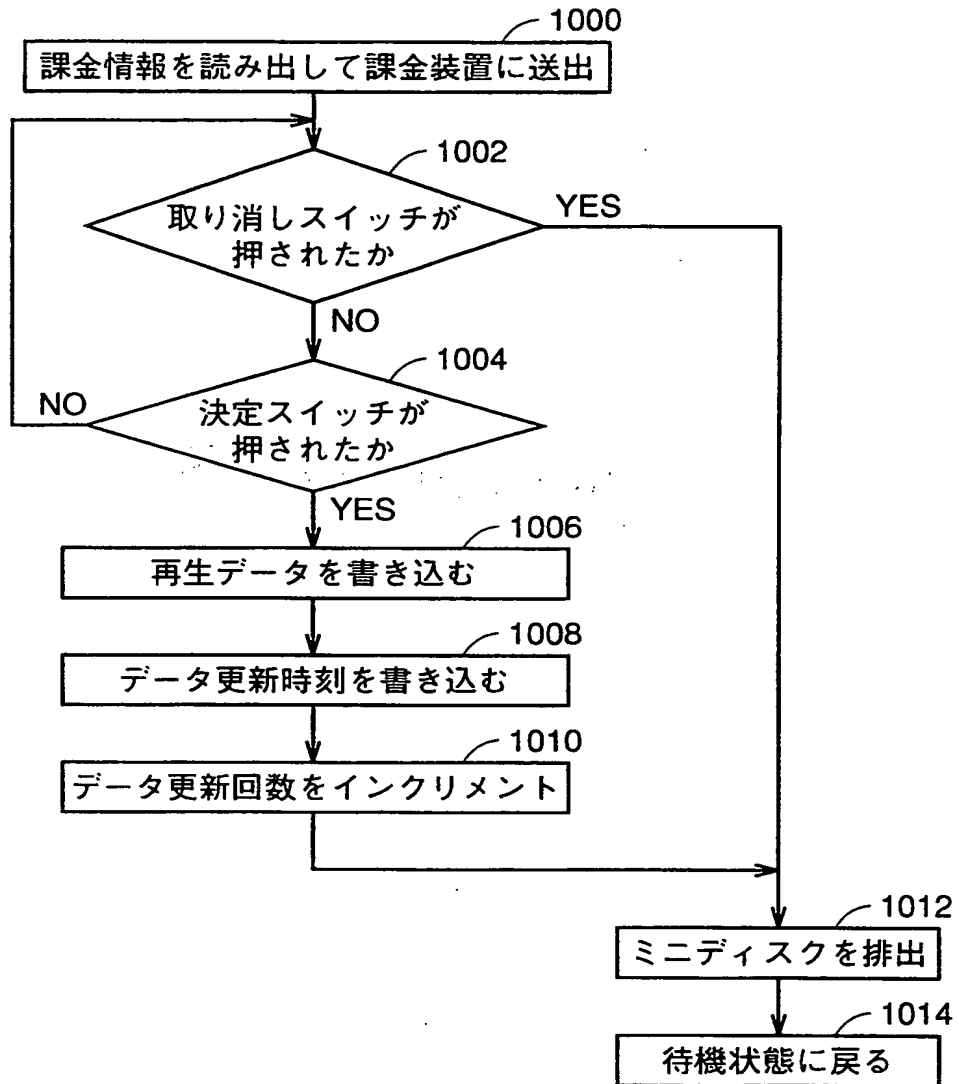 1000
課金情報を読み出して課金装置に送出
1002
取り消しスイッチが
押されたか
YES
NO
1004
NO
決定スイッチが
押されたか
YES
1006
再生データを書き込む
1008
データ更新時刻を書き込む
1010
データ更新回数をインクリメント
1012
ミニディスクを排出
1014
待機状態に戻る